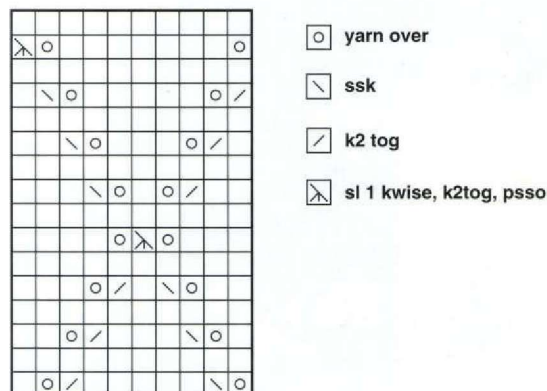 yarn over
ssk
k2 tog
sl 1 kwise, k2tog, psso